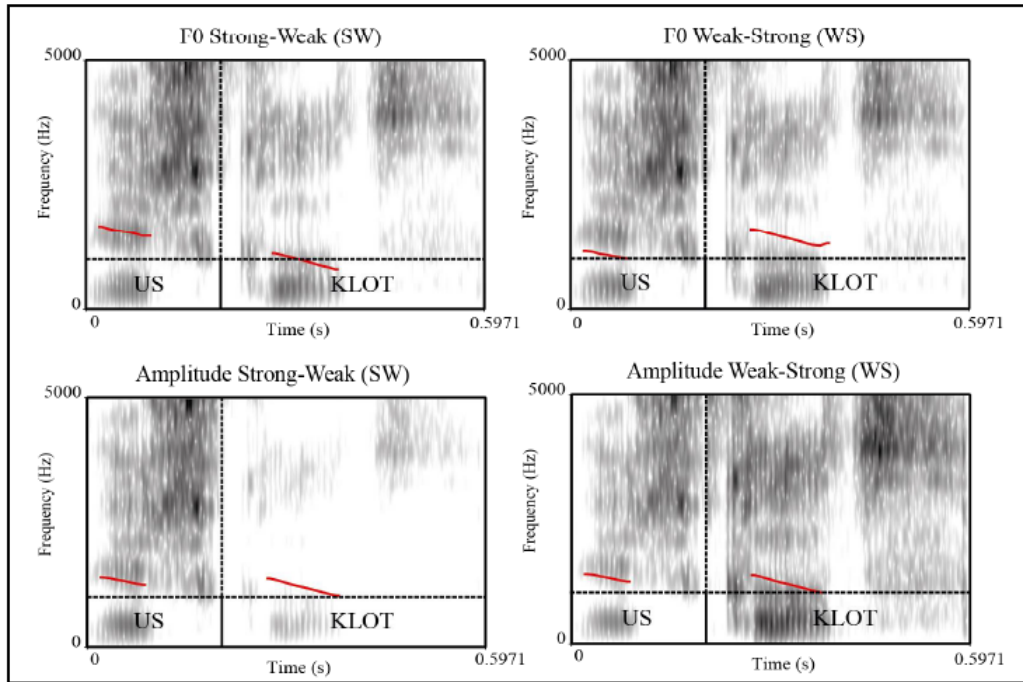 F0 Strong-Weak (SW)
5000
Frequency (Hz)
0
US
KLOT
0
Time (s)
0.5971
F0 Weak-Strong (WS)
5000
Frequency (Hz)
0
US
KLOT
0
Time (s)
0.5971
Amplitude Strong-Weak (SW)
5000
Frequency (Hz)
0
US
KLOT
0
Time (s)
0.5971
Amplitude Weak-Strong (WS)
5000
Frequency (Hz)
0
US
KLOT
0
Time (s)
0.5971